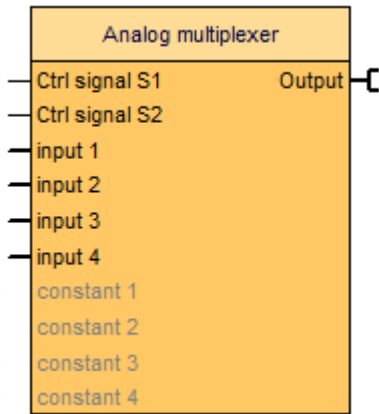 Analog multiplexer
Ctrl signal S1 Output
Ctrl signal S2
input 1
input 2
input 3
input 4
constant 1
constant 2
constant 3
constant 4